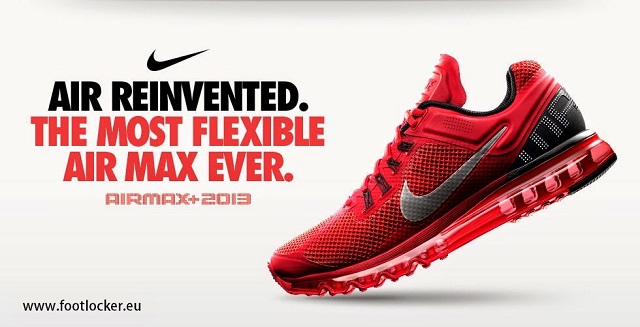 AIR REINVENTED.
THE MOST FLEXIBLE
AIR MAX EVER.
AIRMAX+ 2013
www.footlocker.eu